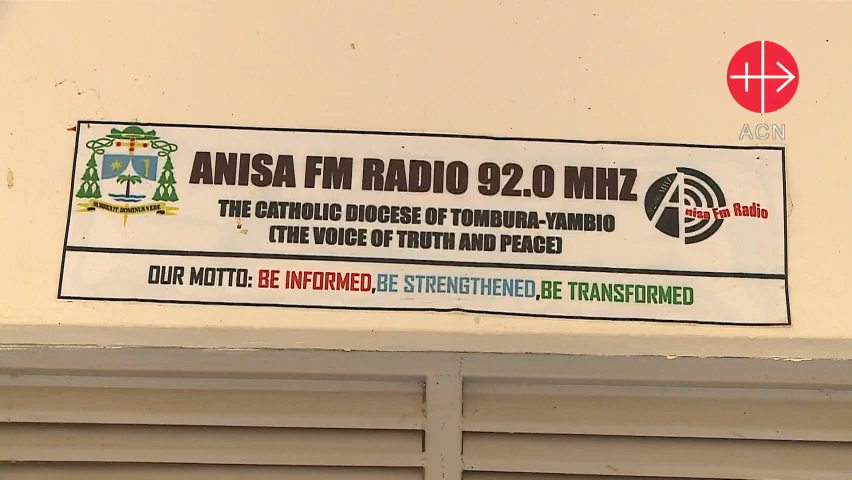 ACN
ANISA FM RADIO 92.0 MHZ
THE CATHOLIC DIOCESE OF TOMBURA-YAMBIO
(THE VOICE OF TRUTH AND PEACE)
Anisa Fm Radio
OUR MOTTO: BE INFORMED,BE STRENGTHENED,BE TRANSFORMED